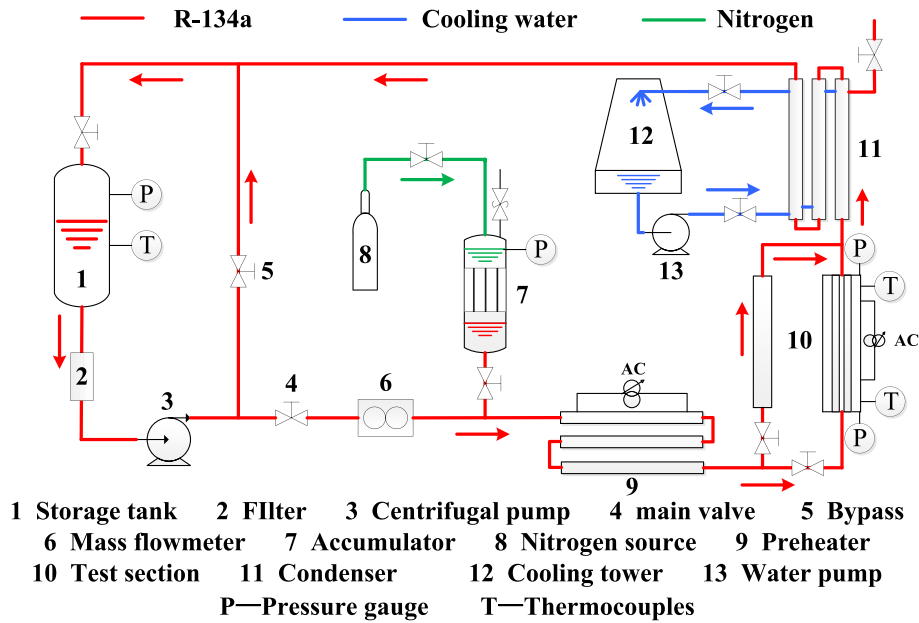 R-134a Cooling water Nitrogen
12
11
P
T
1
8
P
7
13
5
P
T
10
AC
T
P
2
3
4
6
AC
9
1 Storage tank 2 FIlter 3 Centrifugal pump 4 main valve 5 Bypass
6 Mass flowmeter 7 Accumulator 8 Nitrogen source 9 Preheater
10 Test section 11 Condenser 12 Cooling tower 13 Water pump
P—Pressure gauge T—Thermocouples